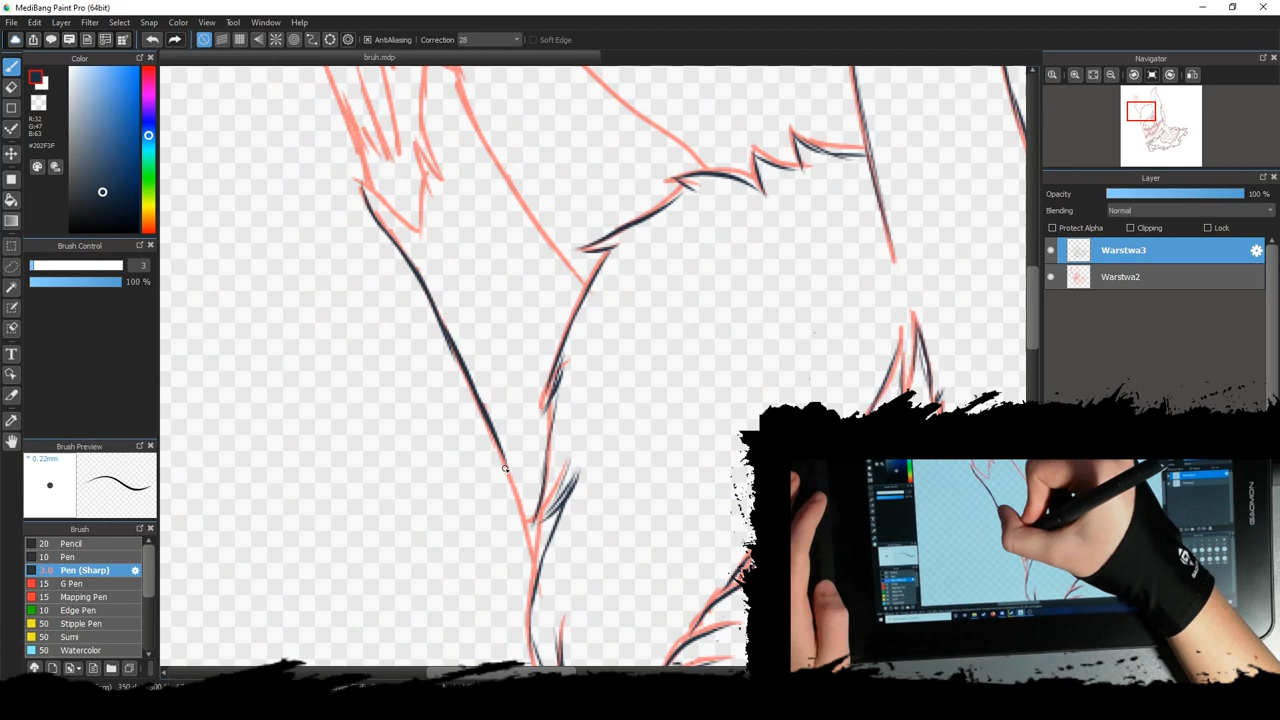 MediBang Paint Pro (64bit)
File Edit Layer Filter Select Snap Color View Tool Window Help
AntiAliasing Correction 28 Soft Edge
Color
bruh.mdp
Navigator
R:32
G:47
B:63
#202F3F
Layer
Opacity 100 %
Blending Normal
Protect Alpha Clipping Lock
Brush Control
Warstwa3
3
Warstwa2
100 %
Brush Preview
* 0.22mm
Brush
20 Pencil
10 Pen
3.0 Pen (Sharp)
15 G Pen
15 Mapping Pen
10 Edge Pen
50 Stipple Pen
50 Sumi
50 Watercolor
GAOMON